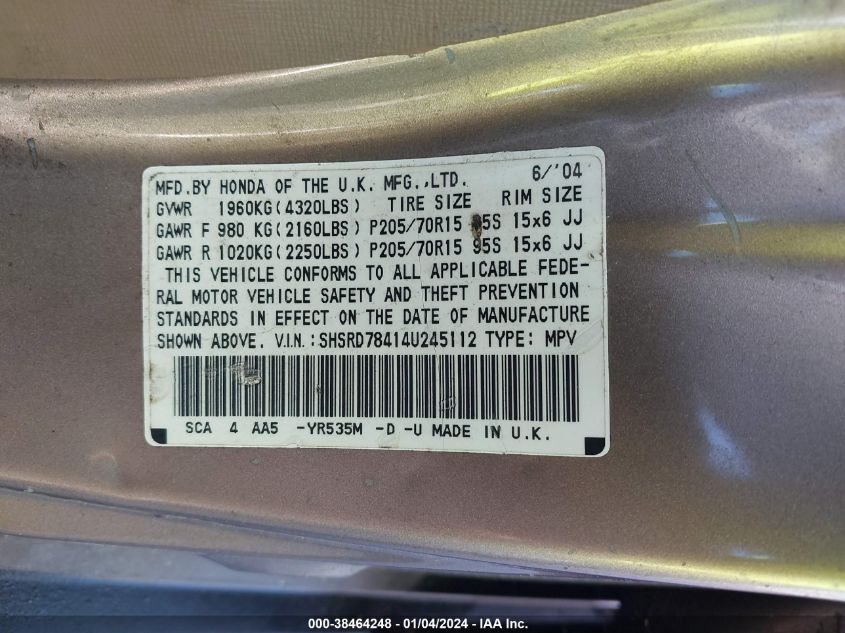 MFD.BY HONDA OF THE U.K. MFG.,LTD. 6/'04
GVWR 1960KG(4320LBS) TIRE SIZE RIM SIZE
GAWR F 980 KG(2160LBS) P205/70R15 95S 15x6 JJ
GAWR R 1020KG(2250LBS) P205/70R15 95S 15x6 JJ
THIS VEHICLE CONFORMS TO ALL APPLICABLE FEDE-
RAL MOTOR VEHICLE SAFETY AND THEFT PREVENTION
STANDARDS IN EFFECT ON THE DATE OF MANUFACTURE
SHOWN ABOVE. V.I.N.:SHSRD78414U245112 TYPE: MPV
SCA 4 AA5 -YR535M -D -U MADE IN U.K.
000-38464248 - 01/04/2024 - IAA Inc.